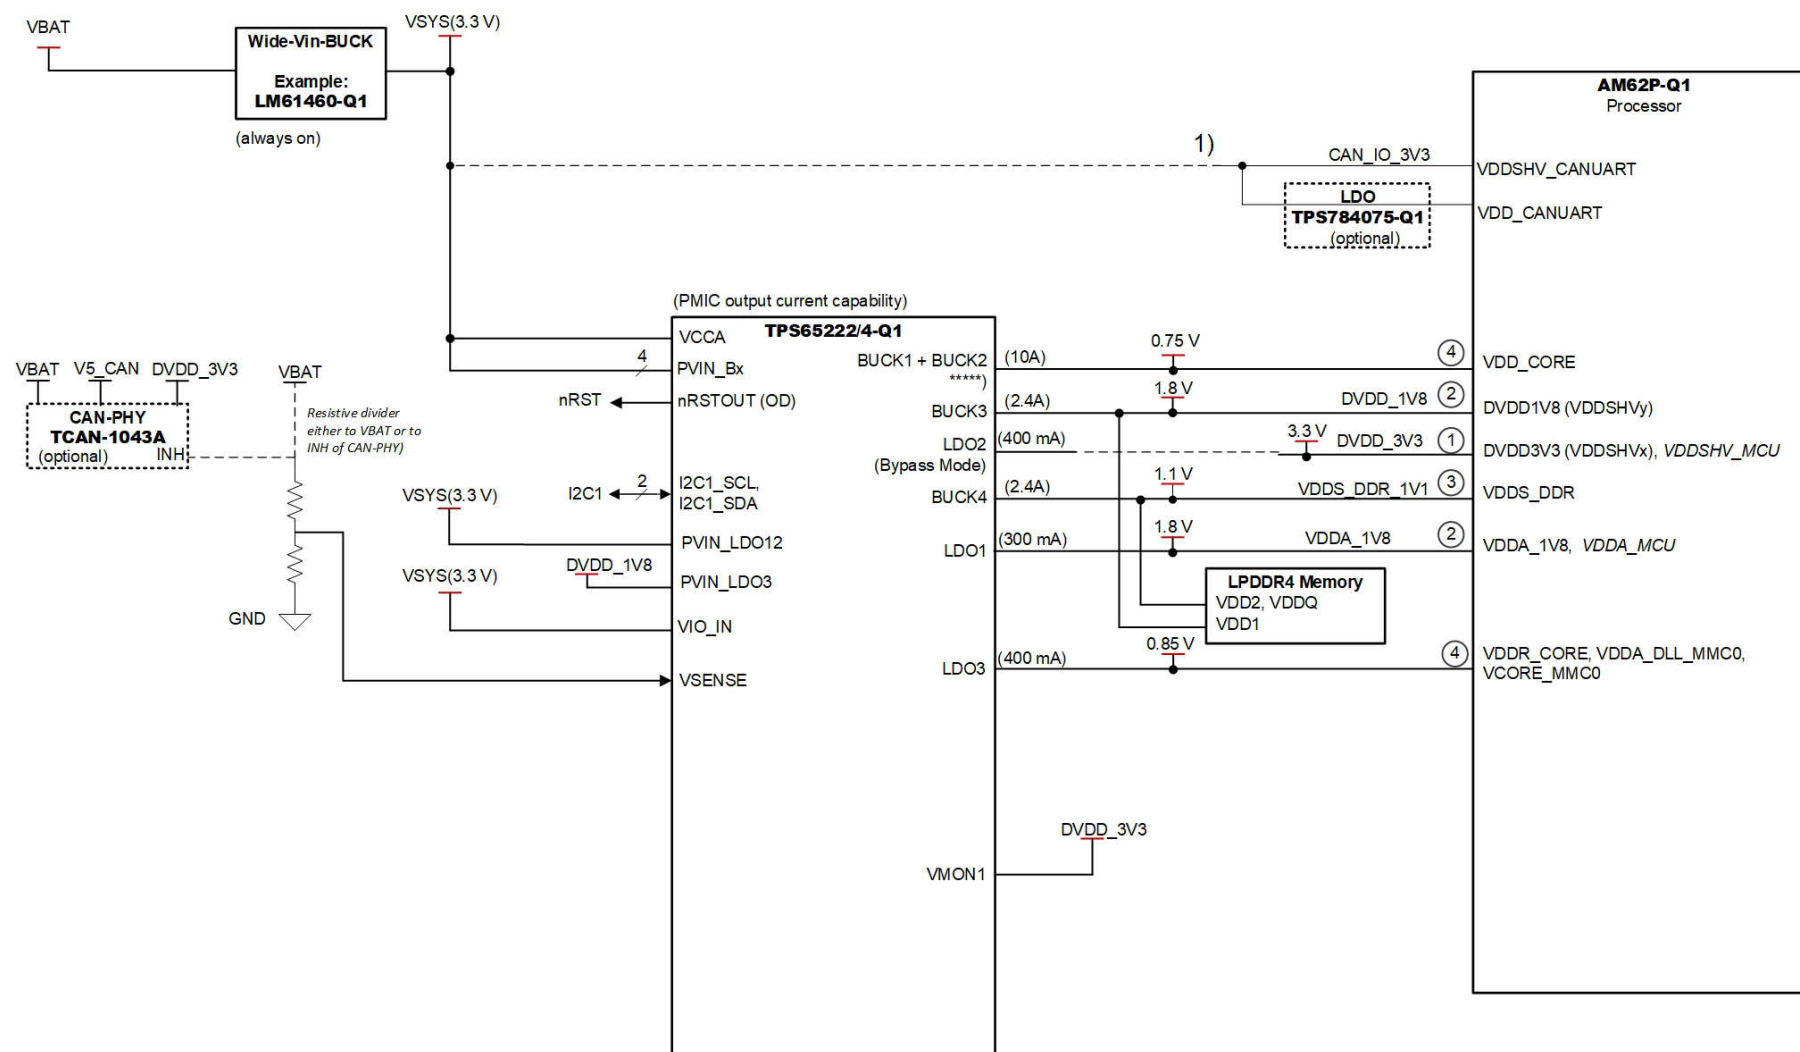 VBAT
Wide-Vin-BUCK
Example:
LM61460-Q1
(always on)
VSYS(3.3 V)
1)
CAN_IO_3V3
LDO
TPS784075-Q1
(optional)
AM62P-Q1
Processor
VDDSHV_CANUART
VDD_CANUART
(PMIC output current capability)
TPS65222/4-Q1
VCCA
4
PVIN_Bx
nRST
nRSTOUT (OD)
2
I2C1
I2C1_SCL,
I2C1_SDA
VSYS(3.3 V)
PVIN_LDO12
DVDD_1V8
PVIN_LDO3
VSYS(3.3 V)
VIO_IN
VSENSE
VBAT
V5_CAN
DVDD_3V3
CAN-PHY
TCAN-1043A
(optional)
INH
VBAT
Resistive divider
either to VBAT or to
INH of CAN-PHY)
GND
BUCK1 + BUCK2
*****)
(10A)
0.75 V
4
VDD_CORE
BUCK3
(2.4A)
1.8 V
DVDD_1V8
2
DVDD1V8 (VDDSHVy)
LDO2
(Bypass Mode)
(400 mA)
3.3 V
DVDD_3V3
1
DVDD3V3 (VDDSHVx), VDDSHV_MCU
BUCK4
(2.4A)
1.1 V
VDDS_DDR_1V1
3
VDDS_DDR
LDO1
(300 mA)
1.8 V
VDDA_1V8
2
VDDA_1V8, VDDA_MCU
LPDDR4 Memory
VDD2, VDDQ
VDD1
LDO3
(400 mA)
0.85 V
4
VDDR_CORE, VDDA_DLL_MMC0,
VCORE_MMC0
VMON1
DVDD_3V3